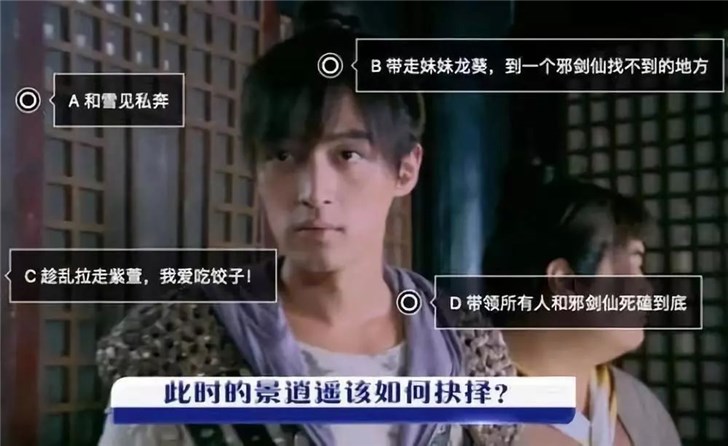 B 带走妹妹龙葵，到一个邪剑仙找不到的地方
A 和雪见私奔
C 趁乱拉走紫萱，我爱吃饺子！
D 带领所有人和邪剑仙死磕到底
此时的景逍遥该如何抉择？